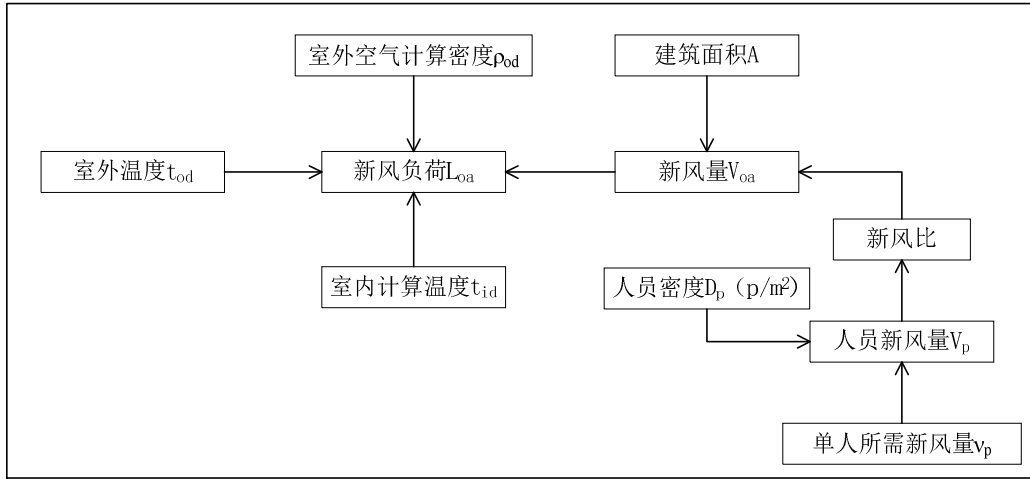 室外空气计算密度ρod
建筑面积A
室外温度tod
新风负荷Loa
新风量Voa
新风比
室内计算温度tid
人员密度Dp（p/m²）
人员新风量Vp
单人所需新风量νp